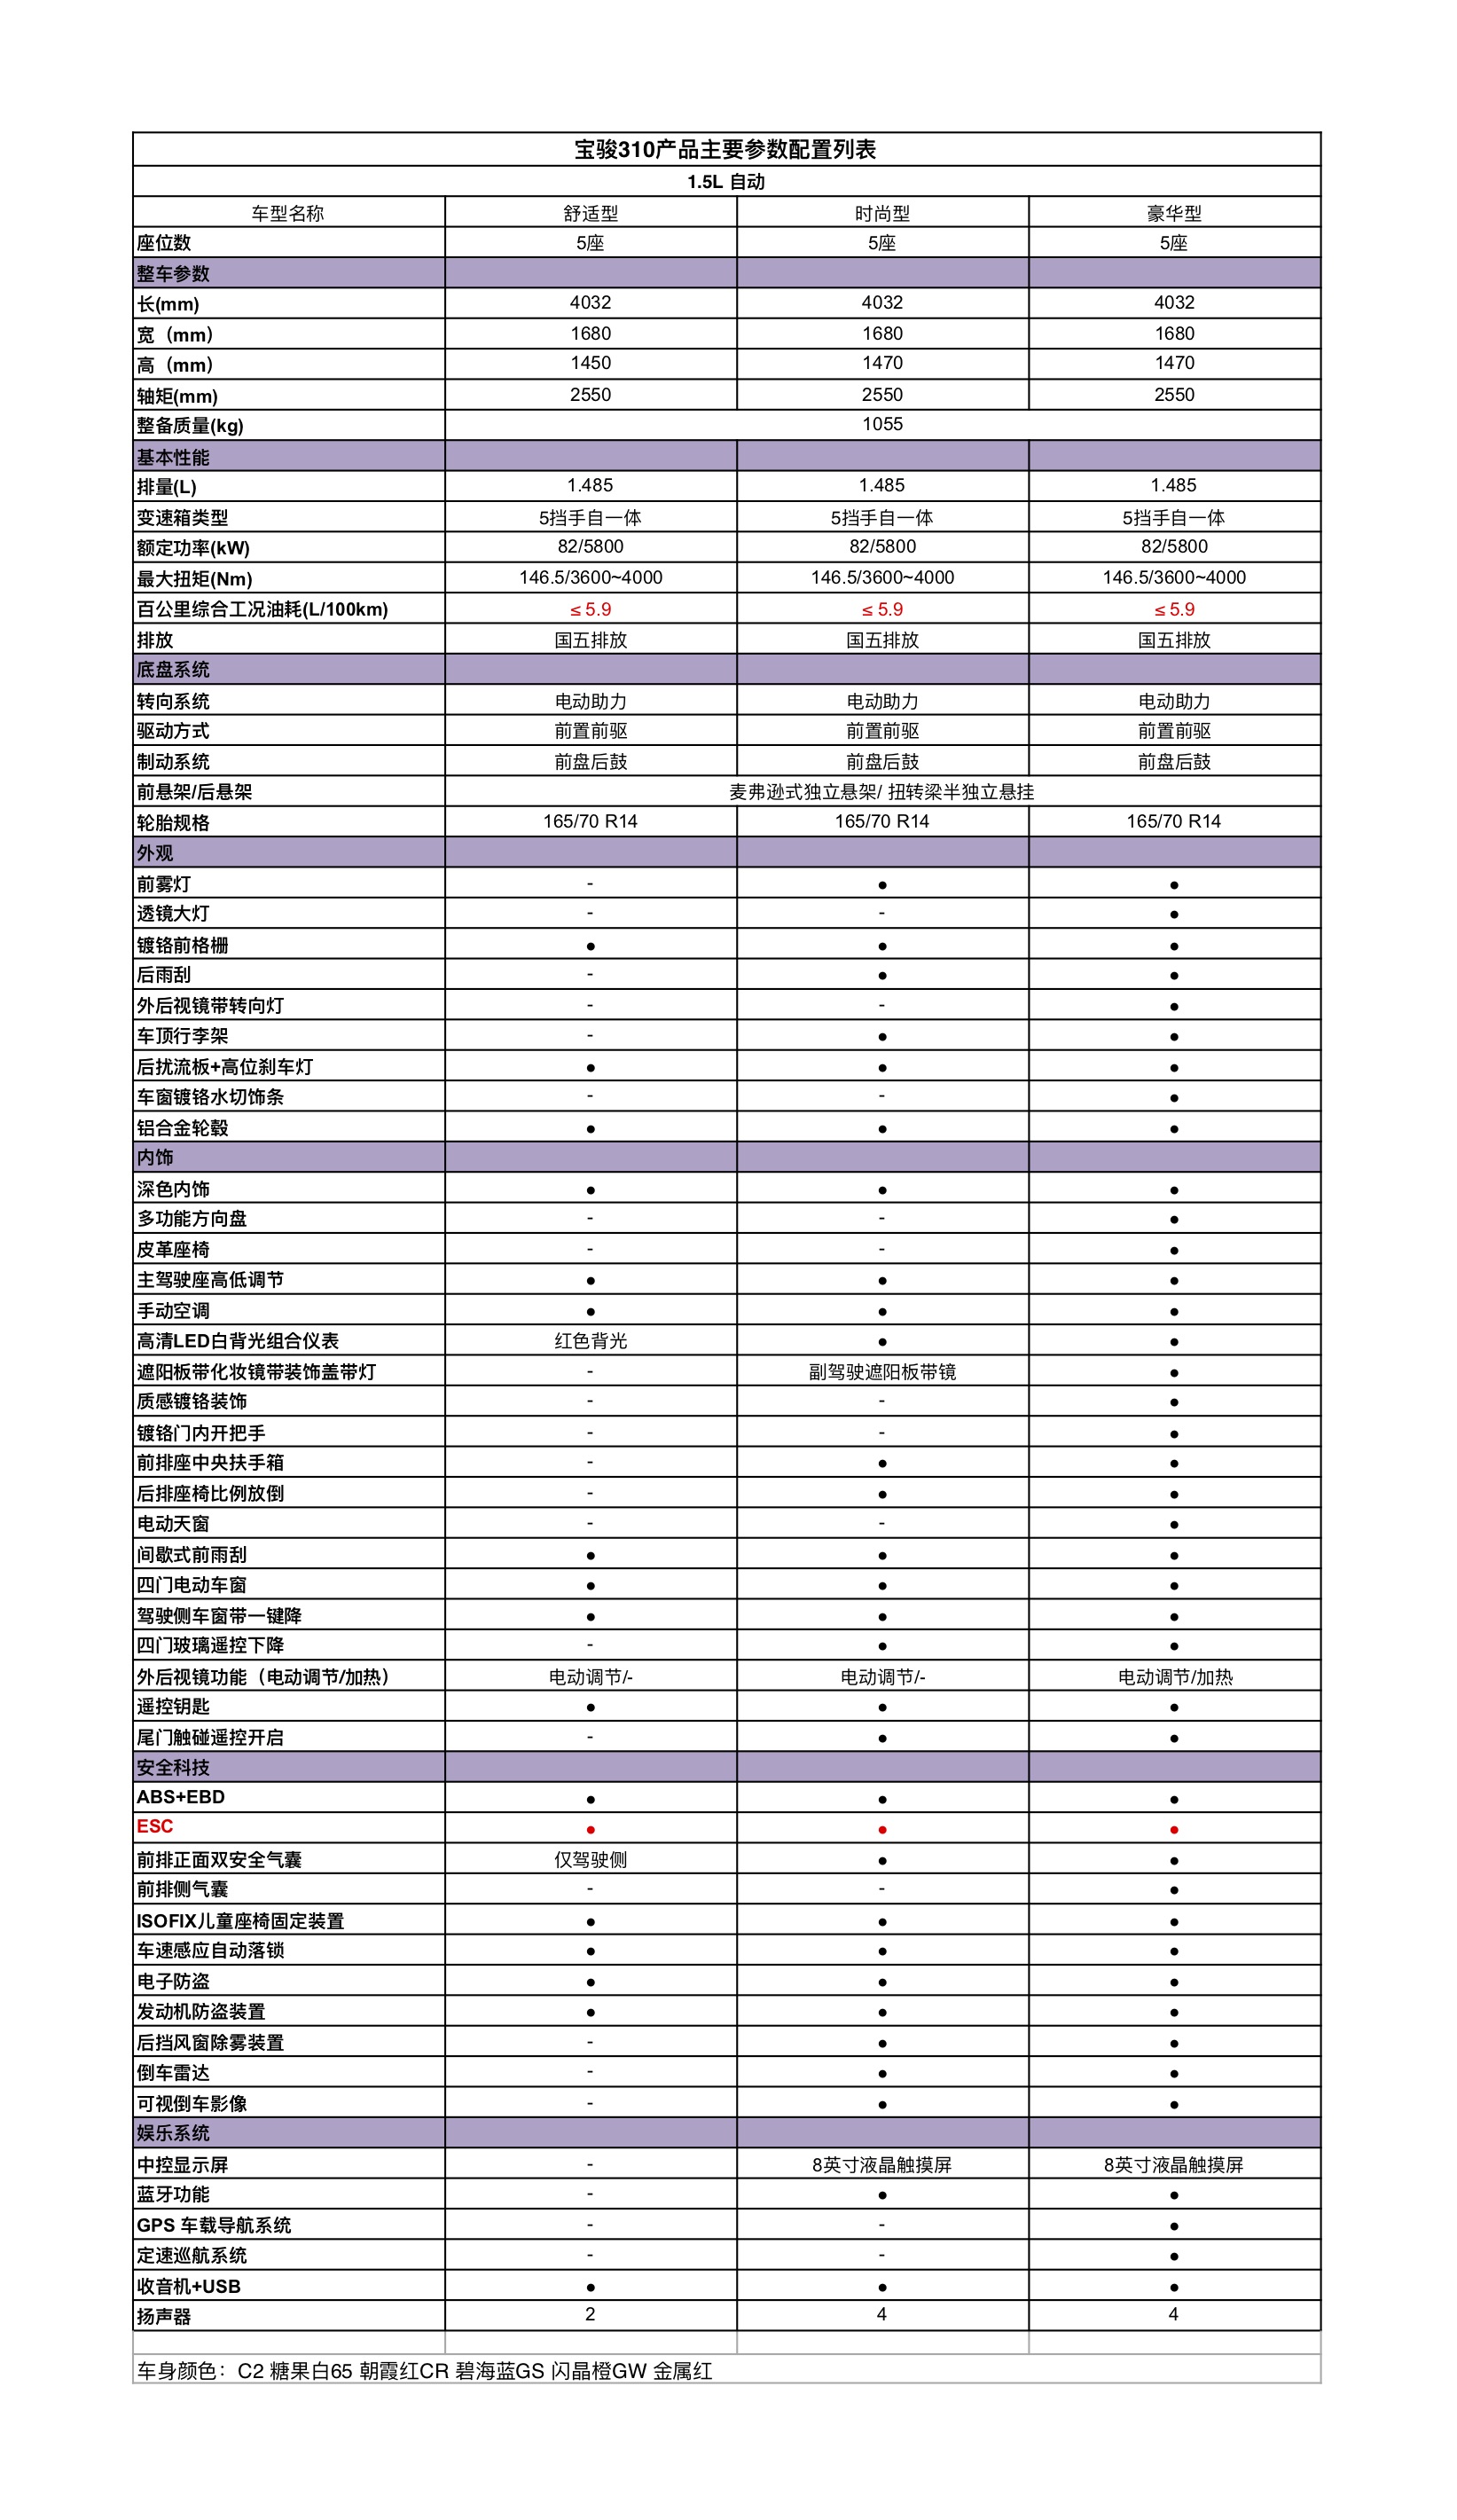 宝骏310产品主要参数配置列表
1.5L 自动
车型名称 舒适型 时尚型 豪华型
座位数 5座 5座 5座
整车参数
长(mm) 4032 4032 4032
宽（mm） 1680 1680 1680
高（mm） 1450 1470 1470
轴矩(mm) 2550 2550 2550
整备质量(kg) 1055
基本性能
排量(L) 1.485 1.485 1.485
变速箱类型 5挡手自一体 5挡手自一体 5挡手自一体
额定功率(kW) 82/5800 82/5800 82/5800
最大扭矩(Nm) 146.5/3600~4000 146.5/3600~4000 146.5/3600~4000
百公里综合工况油耗(L/100km) ≤ 5.9 ≤ 5.9 ≤ 5.9
排放 国五排放 国五排放 国五排放
底盘系统
转向系统 电动助力 电动助力 电动助力
驱动方式 前置前驱 前置前驱 前置前驱
制动系统 前盘后鼓 前盘后鼓 前盘后鼓
前悬架/后悬架 麦弗逊式独立悬架/ 扭转梁半独立悬挂
轮胎规格 165/70 R14 165/70 R14 165/70 R14
外观
前雾灯 - ● ●
透镜大灯 - - ●
镀铬前格栅 ● ● ●
后雨刮 - ● ●
外后视镜带转向灯 - - ●
车顶行李架 - ● ●
后扰流板+高位刹车灯 ● ● ●
车窗镀铬水切饰条 - - ●
铝合金轮毂 ● ● ●
内饰
深色内饰 ● ● ●
多功能方向盘 - - ●
皮革座椅 - - ●
主驾驶座高低调节 ● ● ●
手动空调 ● ● ●
高清LED白背光组合仪表 红色背光 ● ●
遮阳板带化妆镜带装饰盖带灯 - 副驾驶遮阳板带镜 ●
质感镀铬装饰 - - ●
镀铬门内开把手 - - ●
前排座中央扶手箱 - ● ●
后排座椅比例放倒 - ● ●
电动天窗 - - ●
间歇式前雨刮 ● ● ●
四门电动车窗 ● ● ●
驾驶侧车窗带一键降 ● ● ●
四门玻璃遥控下降 - ● ●
外后视镜功能（电动调节/加热） 电动调节/- 电动调节/- 电动调节/加热
遥控钥匙 ● ● ●
尾门触碰遥控开启 - ● ●
安全科技
ABS+EBD ● ● ●
ESC ● ● ●
前排正面双安全气囊 仅驾驶侧 ● ●
前排侧气囊 - - ●
ISOFIX儿童座椅固定装置 ● ● ●
车速感应自动落锁 ● ● ●
电子防盗 ● ● ●
发动机防盗装置 ● ● ●
后挡风窗除雾装置 - ● ●
倒车雷达 - ● ●
可视倒车影像 - ● ●
娱乐系统
中控显示屏 - 8英寸液晶触摸屏 8英寸液晶触摸屏
蓝牙功能 - ● ●
GPS 车载导航系统 - - ●
定速巡航系统 - - ●
收音机+USB ● ● ●
扬声器 2 4 4
车身颜色：C2 糖果白65 朝霞红CR 碧海蓝GS 闪晶橙GW 金属红